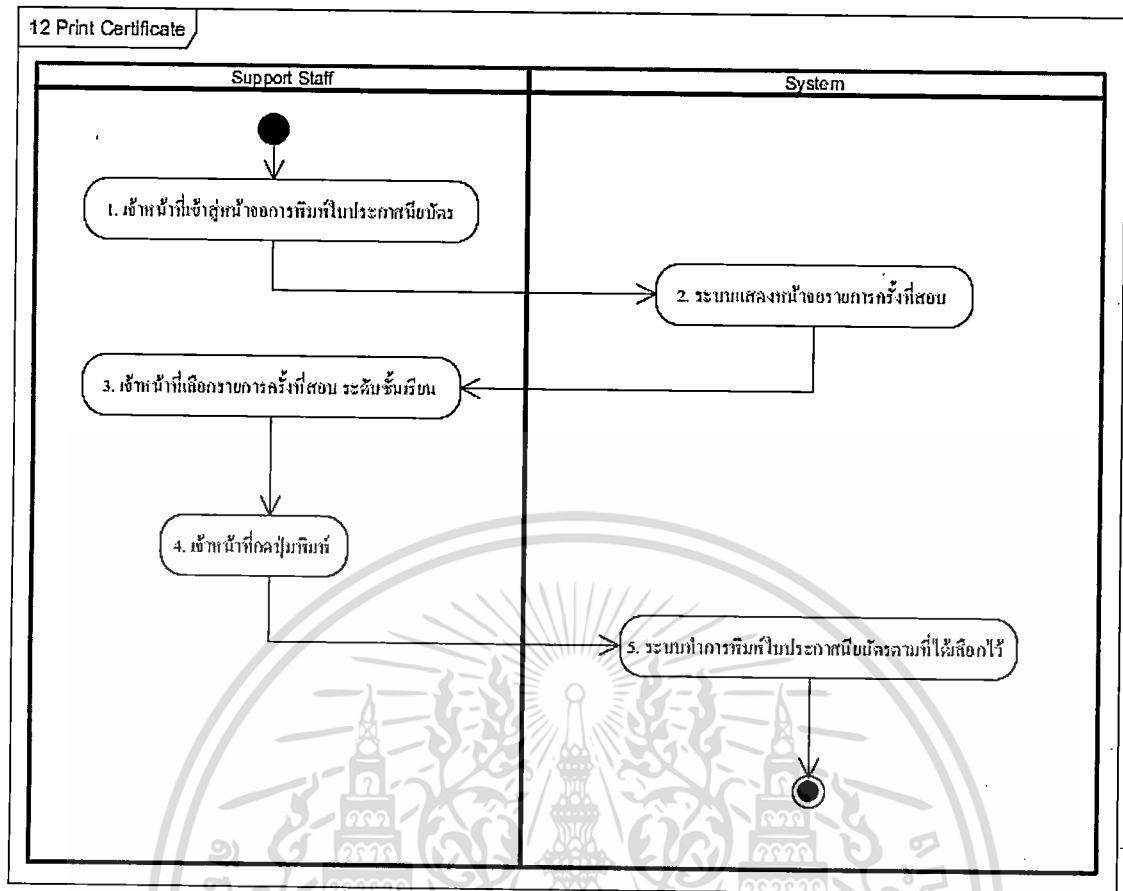 12 Print Certificate
Support Staff
System
1. เจ้าหน้าที่เข้าสู่หน้าจอการพิมพ์ใบประกาศนียบัตร
2. ระบบแสดงหน้าจอรายการครั้งที่สอบ
3. เจ้าหน้าที่เลือกรายการครั้งที่สอบ ระดับชั้นเรียน
4. เจ้าหน้าที่กดปุ่มพิมพ์
5. ระบบทำการพิมพ์ใบประกาศนียบัตรตามที่ได้เลือกไว้